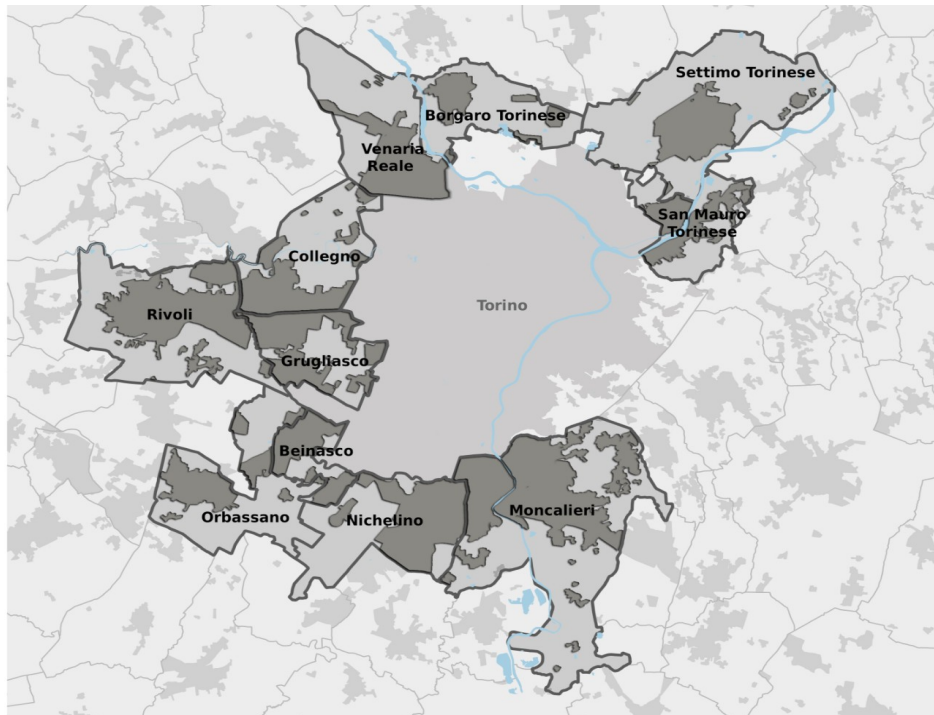 Settimo Torinese
Borgaro Torinese
Venaria
Reale
San Mauro
Torinese
Collegno
Torino
Rivoli
Grugliasco
Beinasco
Moncalieri
Orbassano
Nichelino